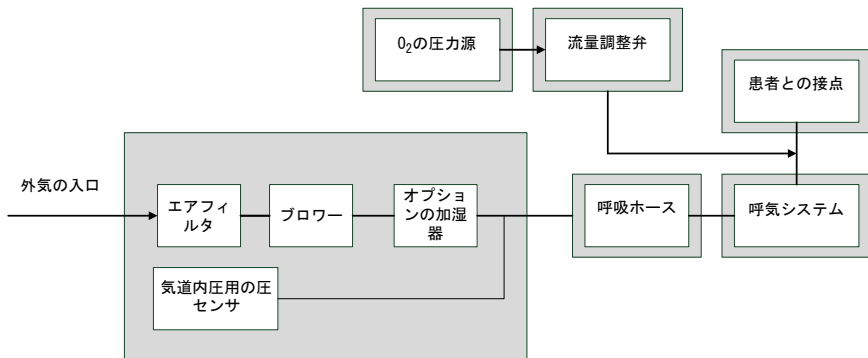 O₂の圧力源
流量調整弁
患者との接点
外気の入口
エアフィ
ルタ
ブロワー
オプション
の加湿
器
呼吸ホース
呼気システム
気道内圧用の圧
センサ